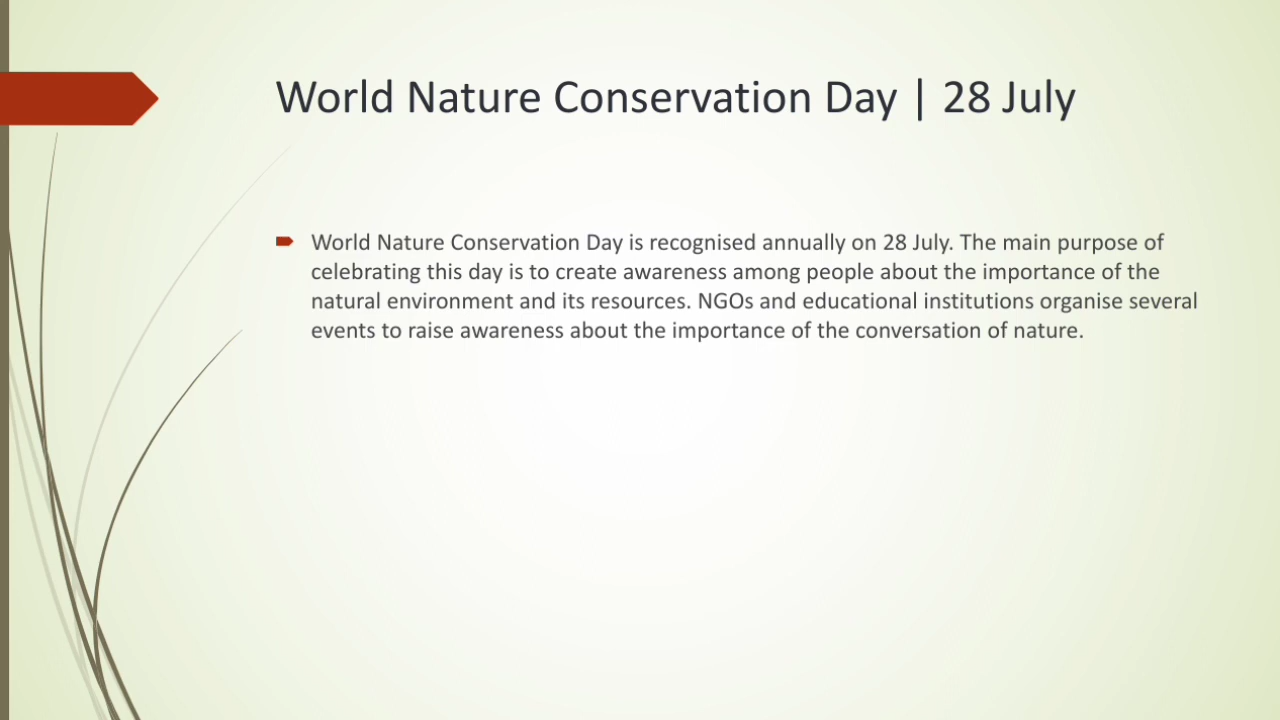 World Nature Conservation Day | 28 July
World Nature Conservation Day is recognised annually on 28 July. The main purpose of
celebrating this day is to create awareness among people about the importance of the
natural environment and its resources. NGOs and educational institutions organise several
events to raise awareness about the importance of the conversation of nature.